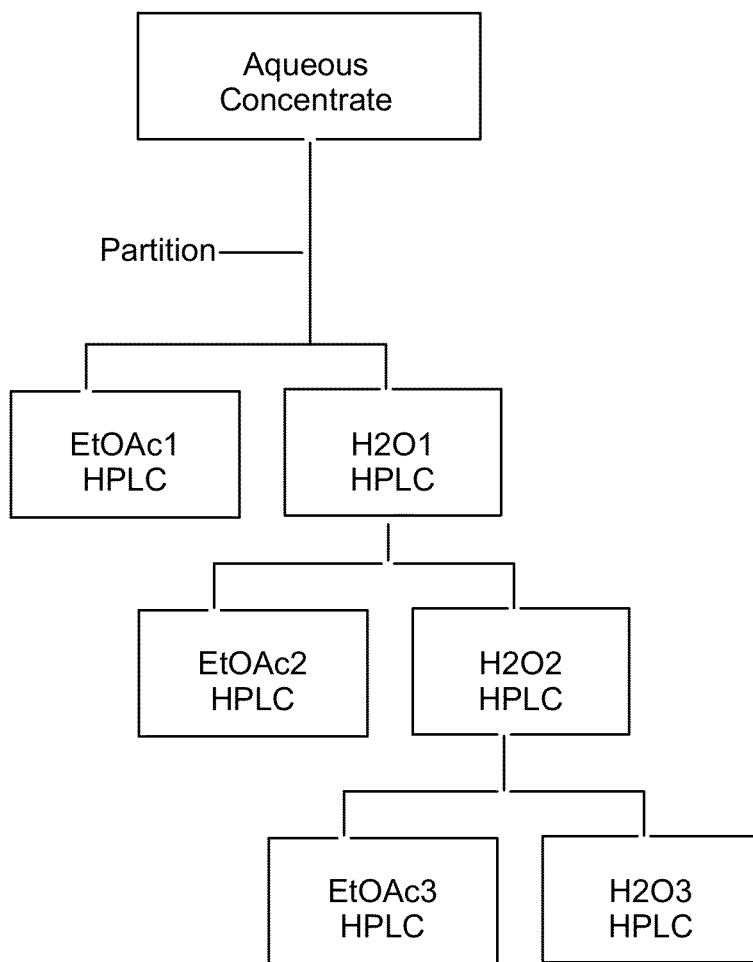 Aqueous
Concentrate
Partition
EtOAc1
HPLC
H2O1
HPLC
EtOAc2
HPLC
H2O2
HPLC
EtOAc3
HPLC
H2O3
HPLC